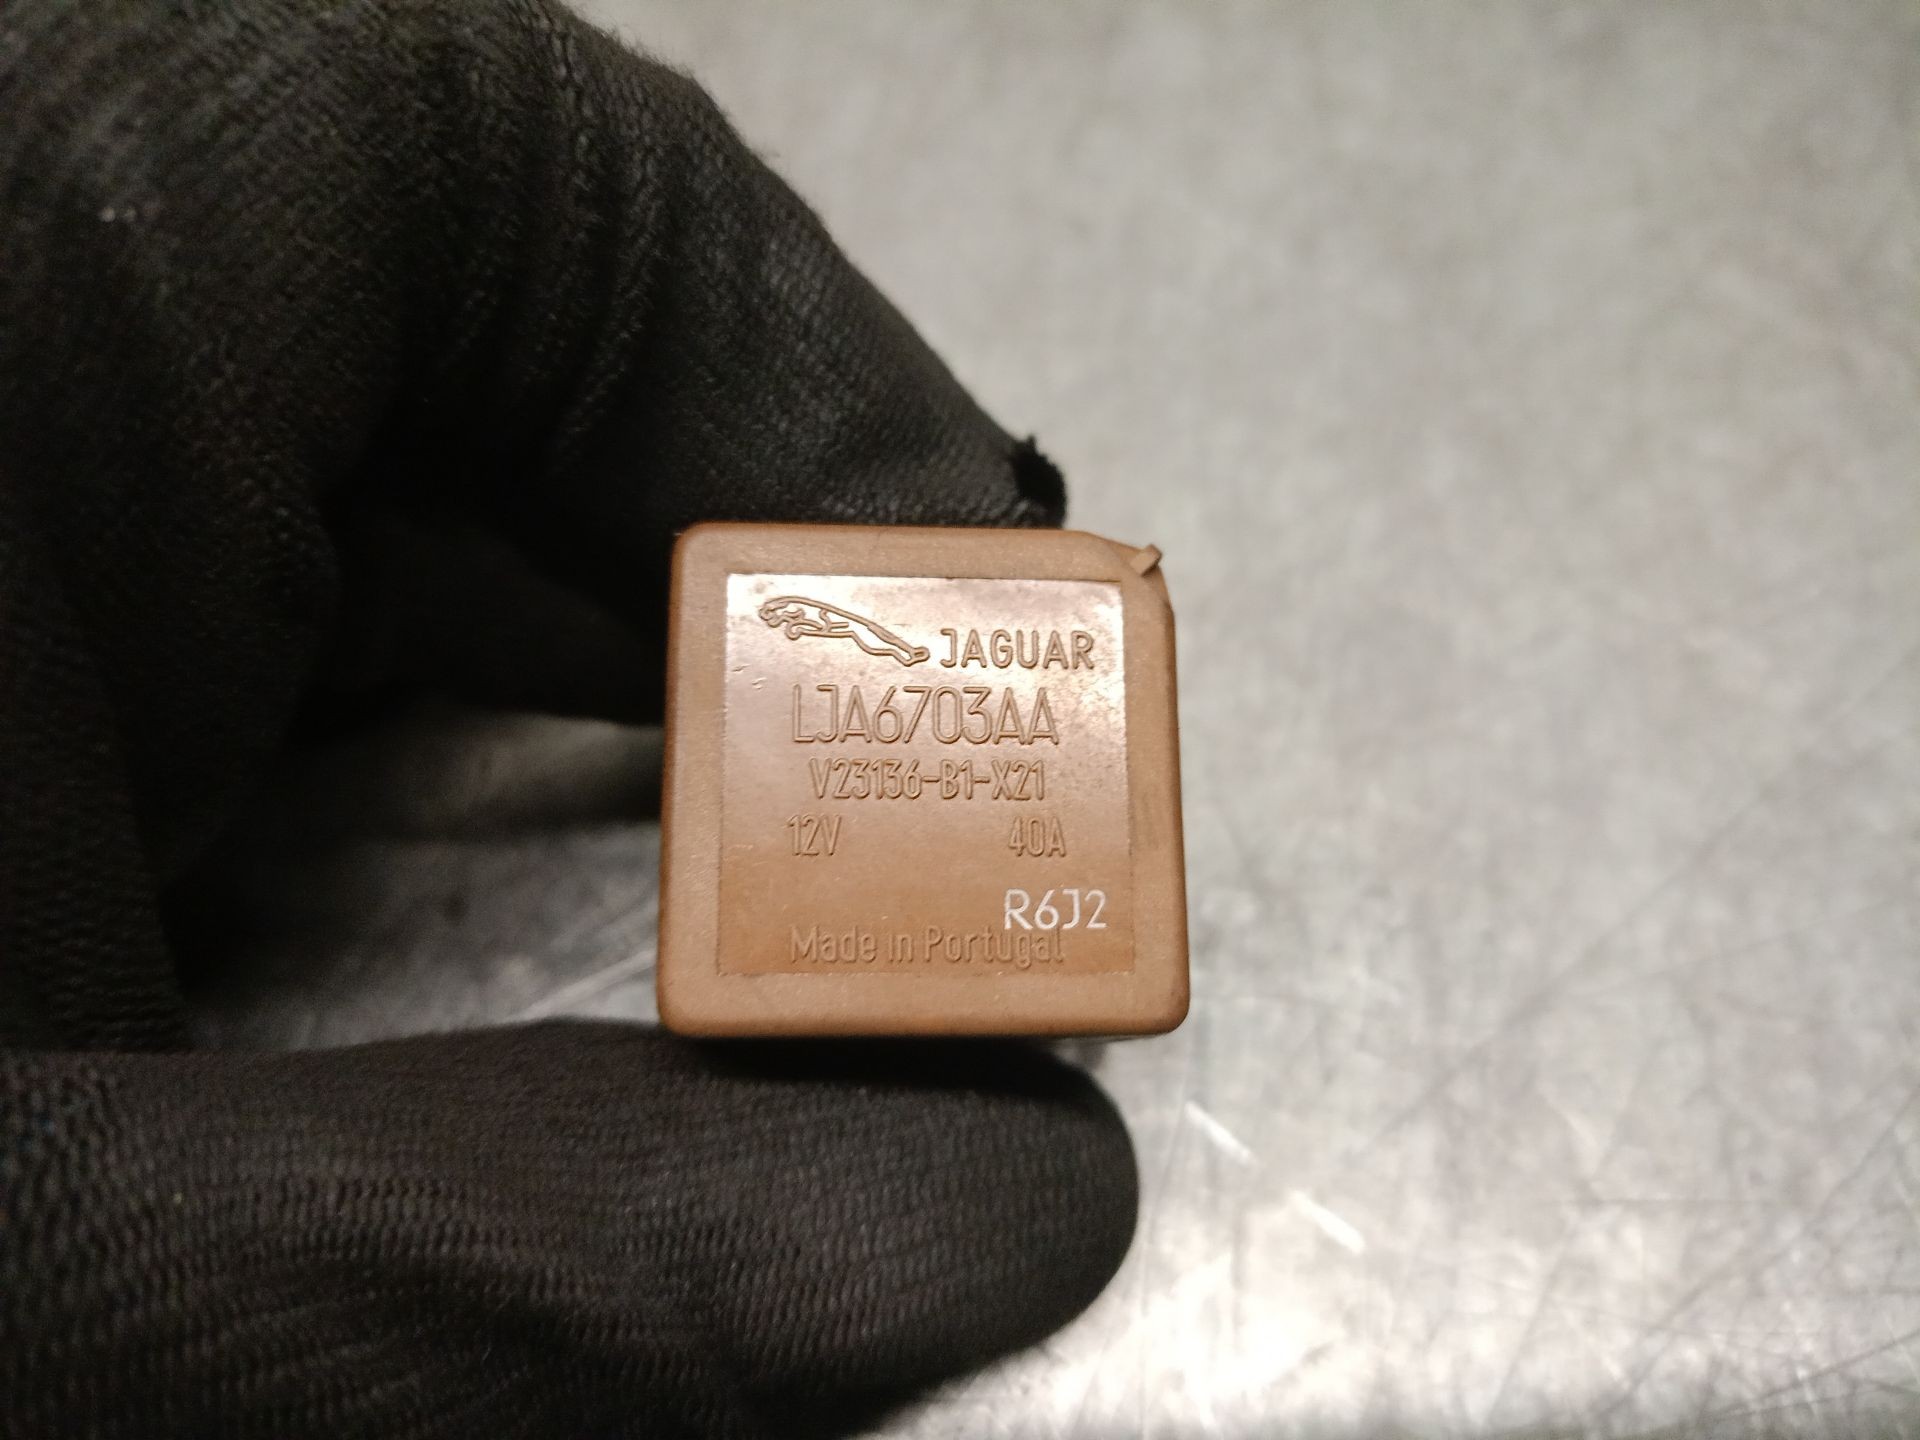 JAGUAR
LJA6703AA
V23136-B1-X21
12V 40A
R6J2
Made in Portugal